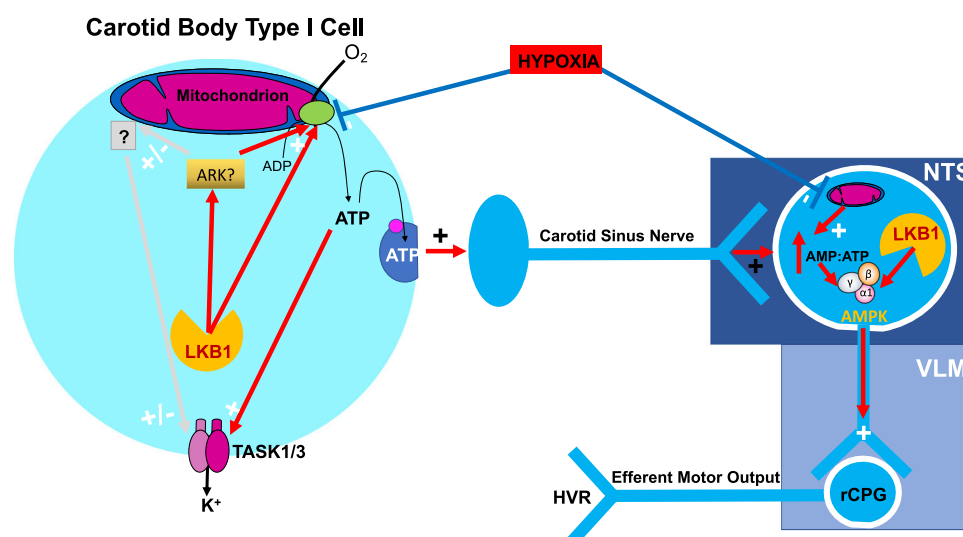 Carotid Body Type I Cell
O₂
HYPOXIA
Mitochondrion
NTS
?
+/-
+
-
ADP
ARK?
ATP
ATP
+
Carotid Sinus Nerve
+
-
+
LKB1
AMP:ATP
γ
β
α1
AMPK
LKB1
VLM
+/-
+
TASK1/3
K⁺
+
Efferent Motor Output
HVR
rCPG